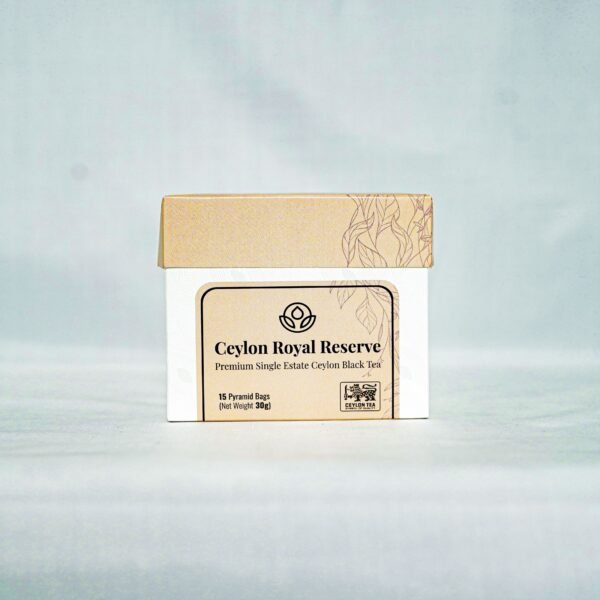 Ceylon Royal Reserve
Premium Single Estate Ceylon Black Tea
15 Pyramid Bags
(Net Weight 30g)
CEYLON TEA